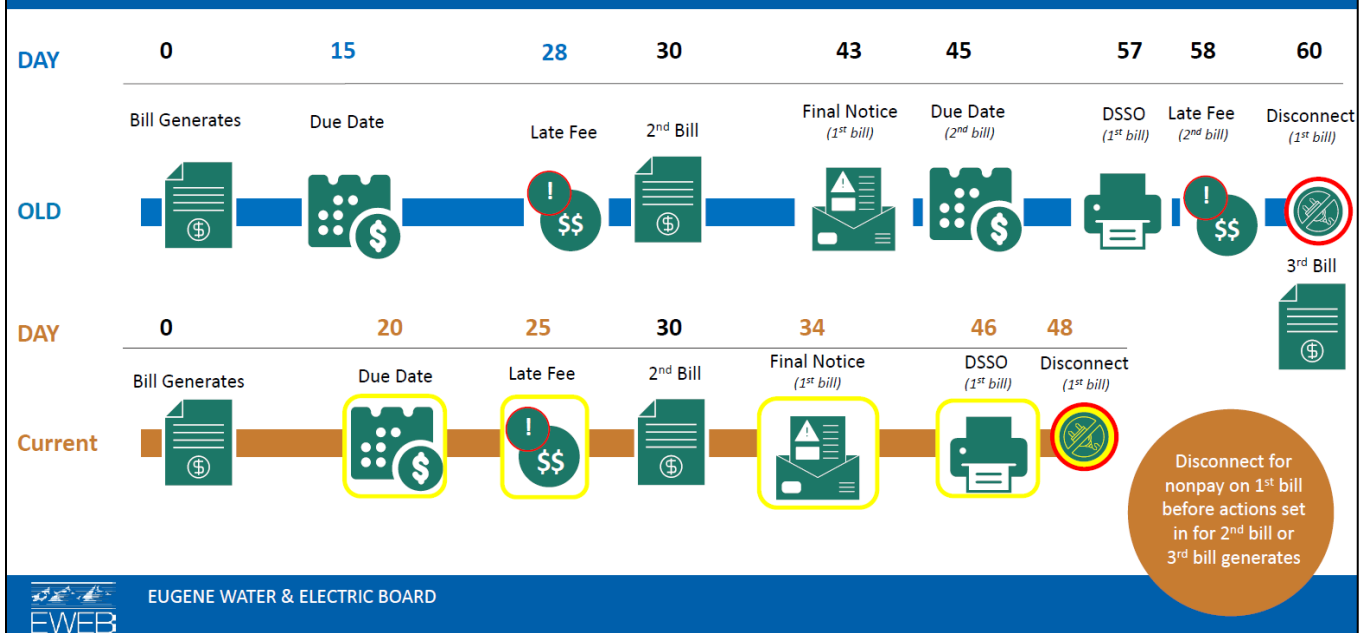 DAY 0 15 28 30 43 45 57 58 60
Bill Generates
Due Date
Late Fee
2nd Bill
Final Notice
(1st bill)
Due Date
(2nd bill)
DSSO
(1st bill)
Late Fee
(2nd bill)
Disconnect
(1st bill)
OLD
!
$$
$
$
$
!
$$
$
3rd Bill
$
DAY 0 20 25 30 34 46 48
Bill Generates
Due Date
Late Fee
2nd Bill
Final Notice
(1st bill)
DSSO
(1st bill)
Disconnect
(1st bill)
Current
$
$
!
$$
$
Disconnect for
nonpay on 1st bill
before actions set
in for 2nd bill or
3rd bill generates
EWEB
EUGENE WATER & ELECTRIC BOARD